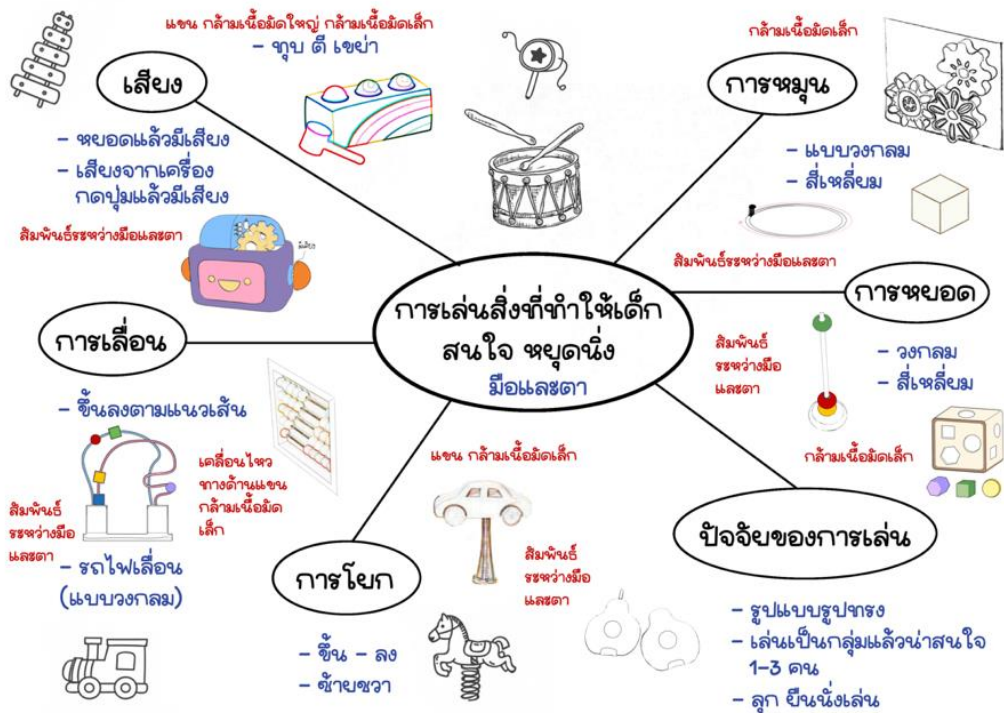 แขน กล้ามเนื้อมัดใหญ่ กล้ามเนื้อมัดเล็ก
- ทุบ ตี เขย่า
เสียง
- หยอดแล้วมีเสียง
- เสียงจากเครื่อง
กดปุ่มแล้วมีเสียง
สัมพันธ์ระหว่างมือและตา
มีเสียง
กล้ามเนื้อมัดเล็ก
การหมุน
- แบบวงกลม
- สี่เหลี่ยม
สัมพันธ์ระหว่างมือและตา
การเล่นสิ่งที่ทำให้เด็ก
สนใจ หยุดนิ่ง
มือและตา
การหยอด
สัมพันธ์
ระหว่างมือ
และตา
- วงกลม
- สี่เหลี่ยม
กล้ามเนื้อมัดเล็ก
การเลื่อน
- ขึ้นลงตามแนวเส้น
เคลื่อนไหว
ทางด้านแขน
กล้ามเนื้อมัด
เล็ก
สัมพันธ์
ระหว่างมือ
และตา
- รถไฟเลื่อน
(แบบวงกลม)
แขน กล้ามเนื้อมัดเล็ก
สัมพันธ์
ระหว่างมือ
และตา
การโยก
- ขึ้น - ลง
- ซ้ายขวา
ปัจจัยของการเล่น
- รูปแบบรูปทรง
- เล่นเป็นกลุ่มแล้วน่าสนใจ
1-3 คน
- ลุก ยืนนั่งเล่น